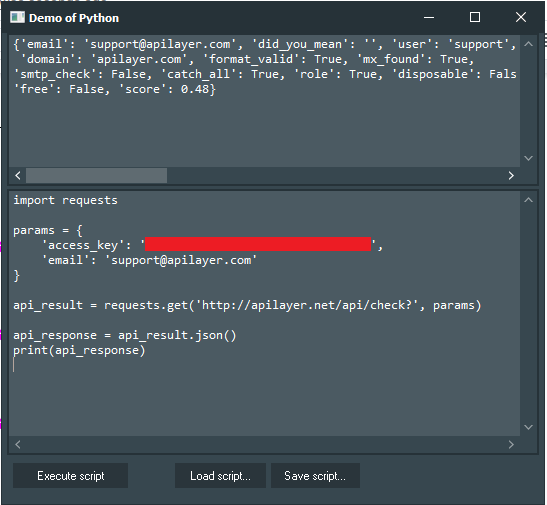 Demo of Python
{'email': 'support@apilayer.com', 'did_you_mean': '', 'user': 'support',
'domain': 'apilayer.com', 'format_valid': True, 'mx_found': True,
'smtp_check': False, 'catch_all': True, 'role': True, 'disposable': Fals
'free': False, 'score': 0.48}
import requests
params = {
    'access_key': '                              ',
    'email': 'support@apilayer.com'
}
api_result = requests.get('http://apilayer.net/api/check?', params)
api_response = api_result.json()
print(api_response)
Execute script
Load script...
Save script...